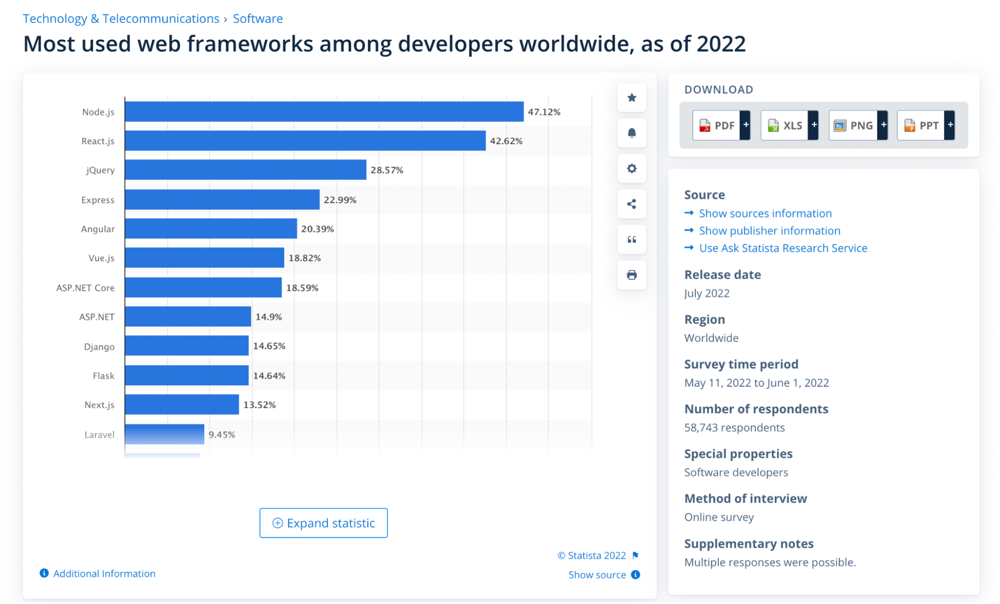 Technology & Telecommunications › Software
Most used web frameworks among developers worldwide, as of 2022
Node.js 47.12%
React.js 42.62%
jQuery 28.57%
Express 22.99%
Angular 20.39%
Vue.js 18.82%
ASP.NET Core 18.59%
ASP.NET 14.9%
Django 14.65%
Flask 14.64%
Next.js 13.52%
Laravel 9.45%
Expand statistic
© Statista 2022
Additional Information
Show source
DOWNLOAD
PDF + XLS + PNG + PPT +
Source
→ Show sources information
→ Show publisher information
→ Use Ask Statista Research Service
Release date
July 2022
Region
Worldwide
Survey time period
May 11, 2022 to June 1, 2022
Number of respondents
58,743 respondents
Special properties
Software developers
Method of interview
Online survey
Supplementary notes
Multiple responses were possible.